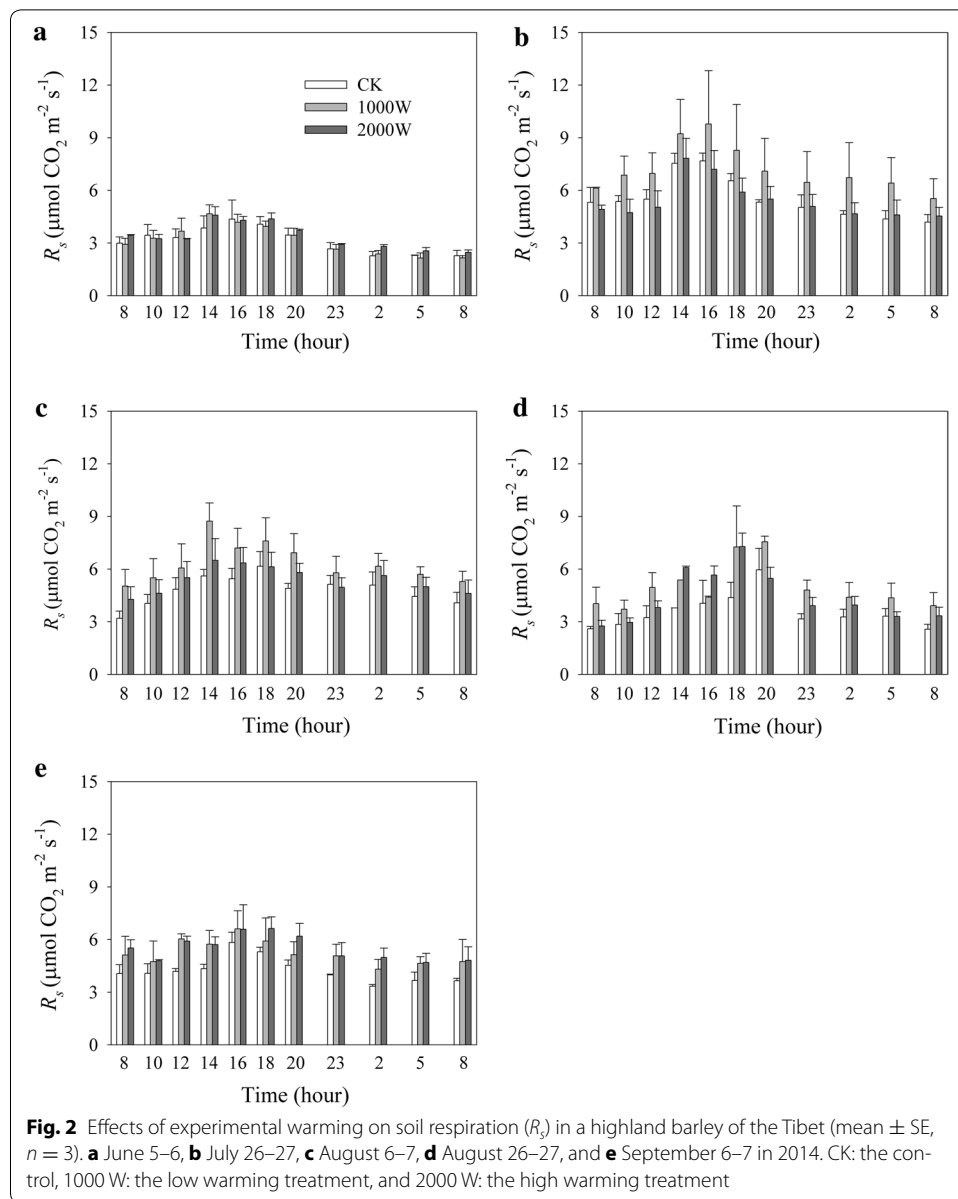 a
15
12
9
6
3
0
R_s (µmol CO₂ m⁻² s⁻¹)
CK
1000W
2000W
8 10 12 14 16 18 20 23 2 5 8
Time (hour)
b
15
12
9
6
3
0
R_s (µmol CO₂ m⁻² s⁻¹)
8 10 12 14 16 18 20 23 2 5 8
Time (hour)
c
15
12
9
6
3
0
R_s (µmol CO₂ m⁻² s⁻¹)
8 10 12 14 16 18 20 23 2 5 8
Time (hour)
d
15
12
9
6
3
0
R_s (µmol CO₂ m⁻² s⁻¹)
8 10 12 14 16 18 20 23 2 5 8
Time (hour)
e
15
12
9
6
3
0
R_s (µmol CO₂ m⁻² s⁻¹)
8 10 12 14 16 18 20 23 2 5 8
Time (hour)
Fig. 2 Effects of experimental warming on soil respiration (R_s) in a highland barley of the Tibet (mean ± SE,
n = 3). a June 5–6, b July 26–27, c August 6–7, d August 26–27, and e September 6–7 in 2014. CK: the con-
trol, 1000 W: the low warming treatment, and 2000 W: the high warming treatment